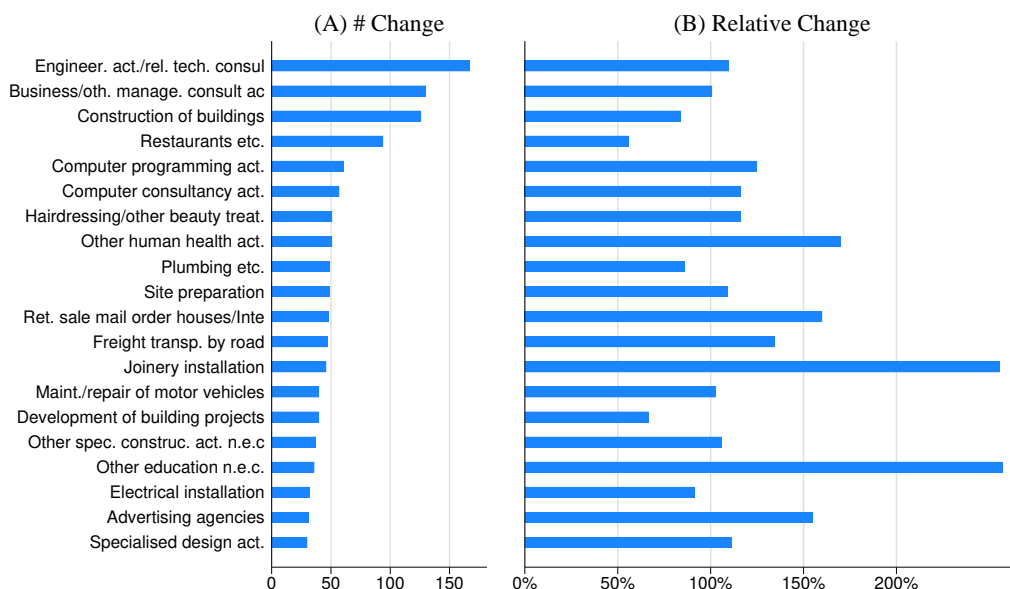 (A) # Change
(B) Relative Change
Engineer. act./rel. tech. consul
Business/oth. manage. consult ac
Construction of buildings
Restaurants etc.
Computer programming act.
Computer consultancy act.
Hairdressing/other beauty treat.
Other human health act.
Plumbing etc.
Site preparation
Ret. sale mail order houses/Inte
Freight transp. by road
Joinery installation
Maint./repair of motor vehicles
Development of building projects
Other spec. construc. act. n.e.c
Other education n.e.c.
Electrical installation
Advertising agencies
Specialised design act.
0 50 100 150
0% 50% 100% 150% 200%